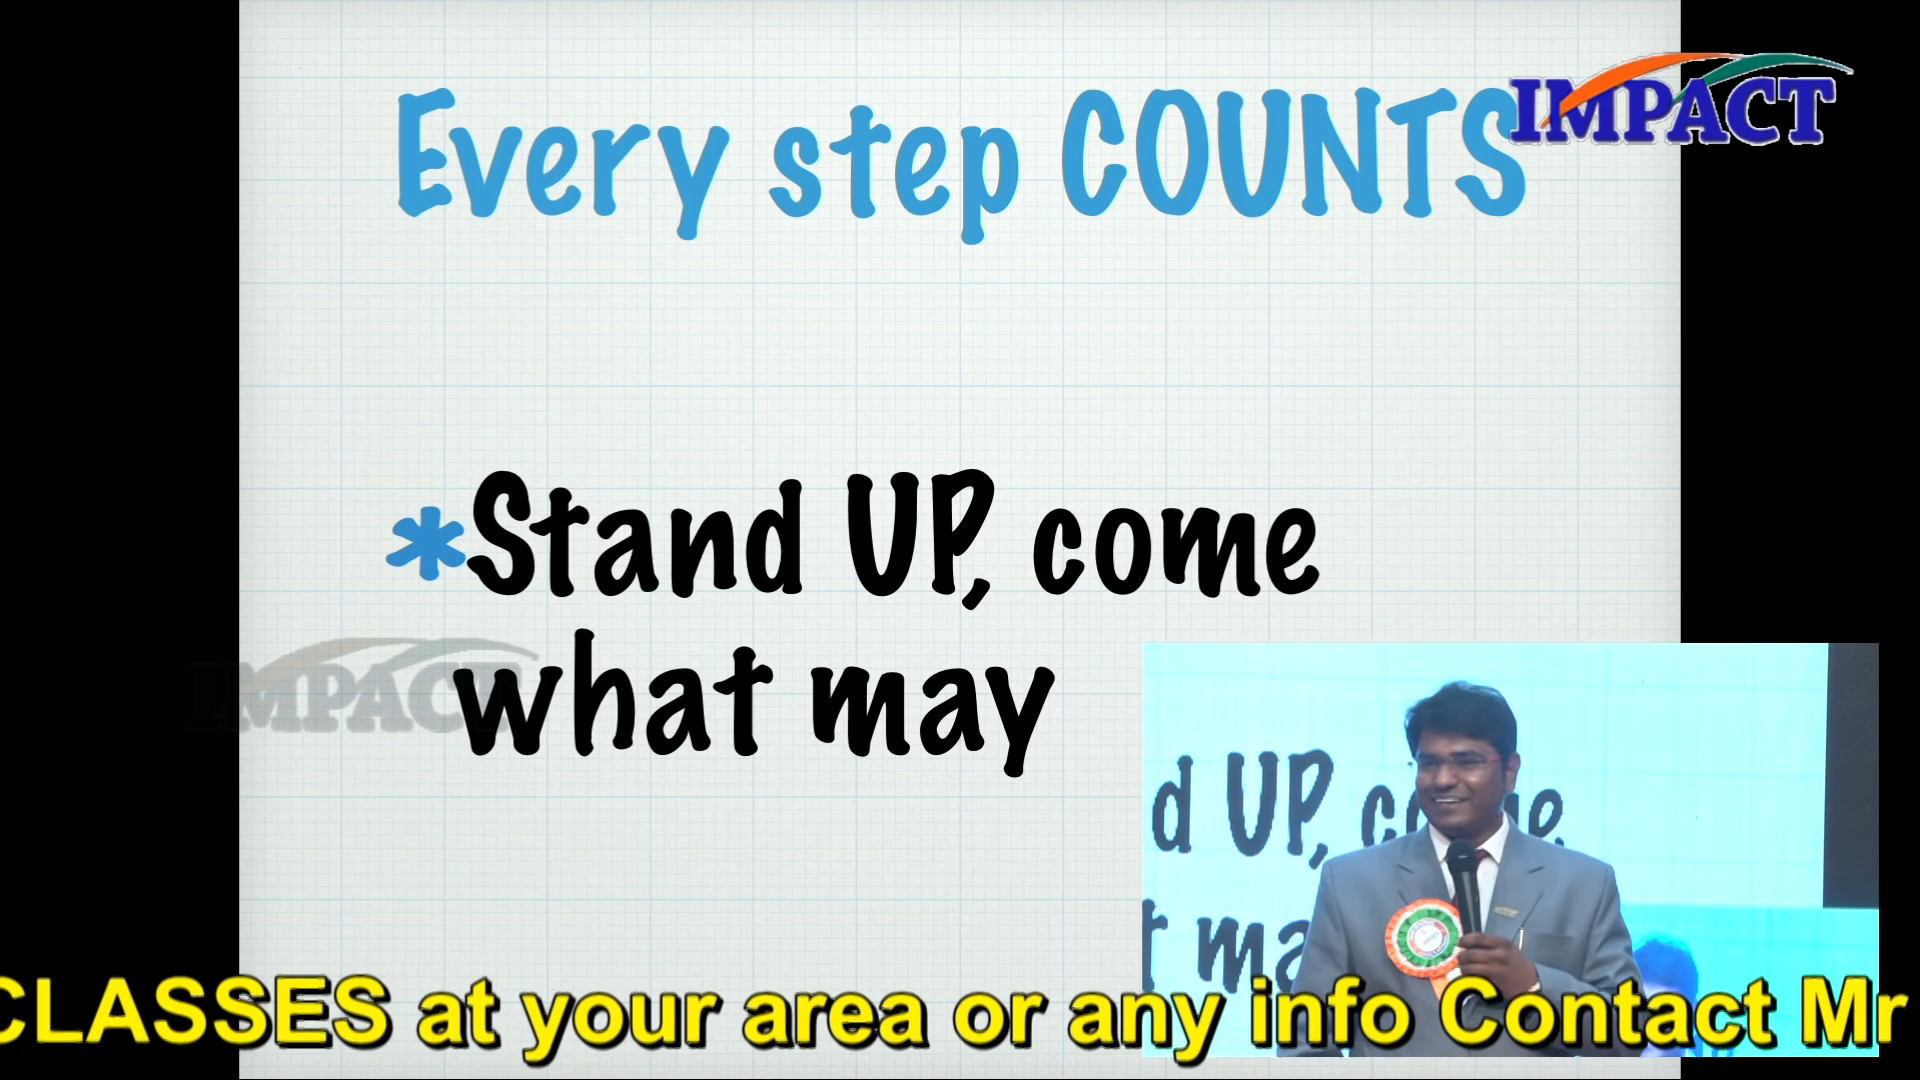 Every step COUNTS
IMPACT
*Stand UP, come
what may
IMPACT
d UP, co e
t ma
CLASSES at your area or any info Contact Mr